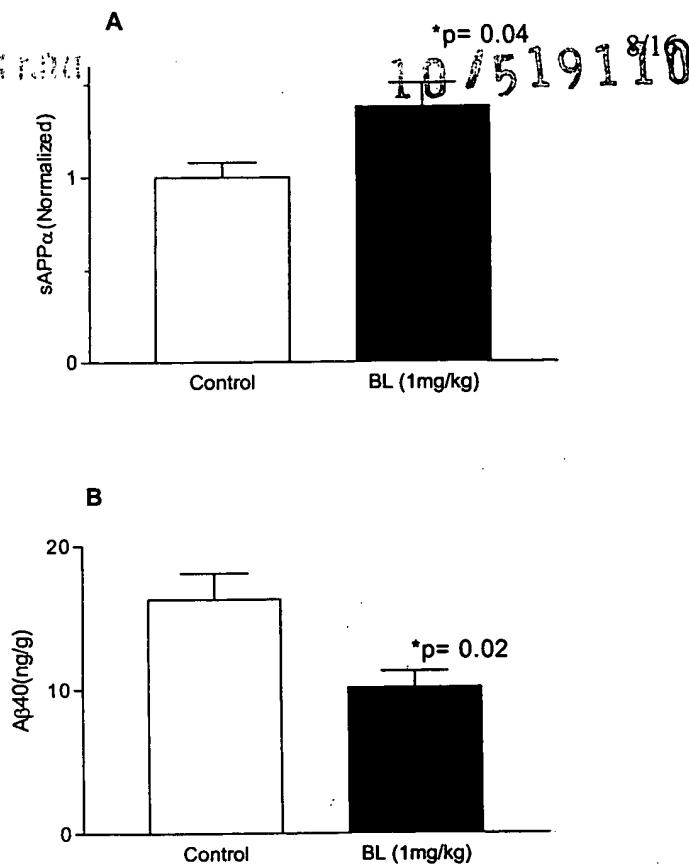 A
*p= 0.04
8/16
10/519110
sAPPα (Normalized)
1
0
Control
BL (1mg/kg)
B
20
Aβ40(ng/g)
*p= 0.02
10
0
Control
BL (1mg/kg)